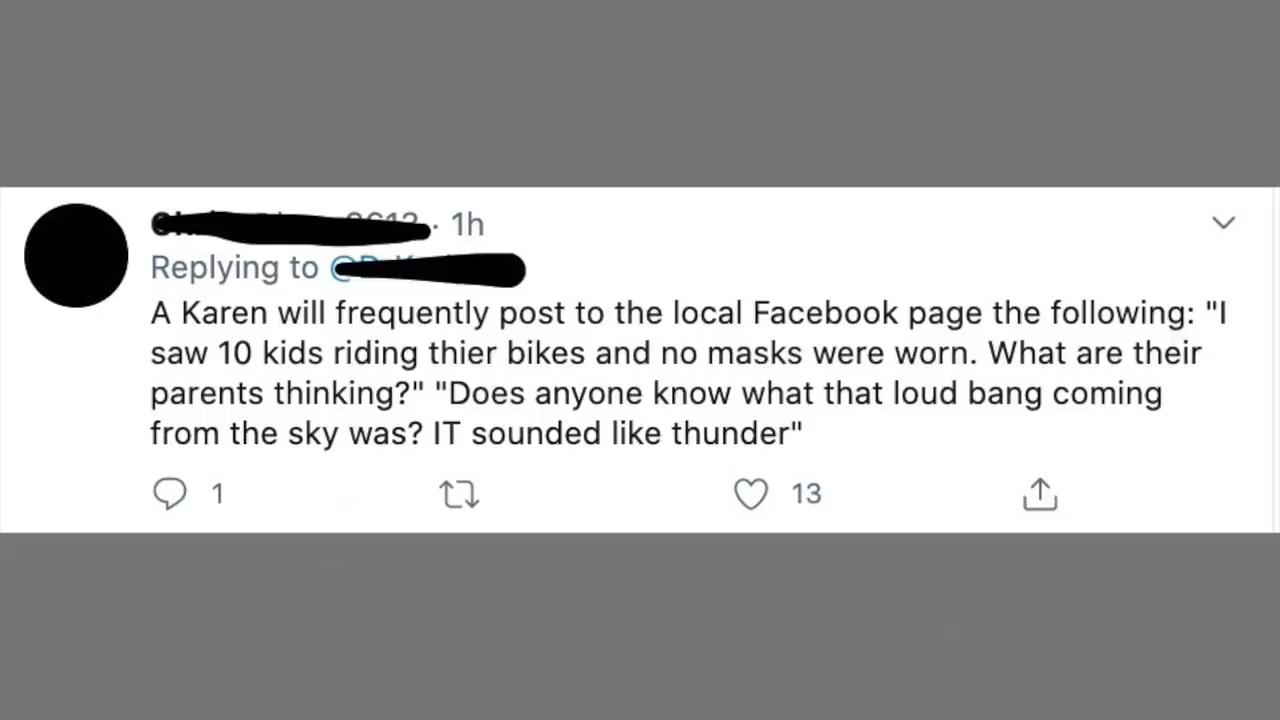 · 1h
Replying to
A Karen will frequently post to the local Facebook page the following: "I
saw 10 kids riding thier bikes and no masks were worn. What are their
parents thinking?" "Does anyone know what that loud bang coming
from the sky was? IT sounded like thunder"
1 13